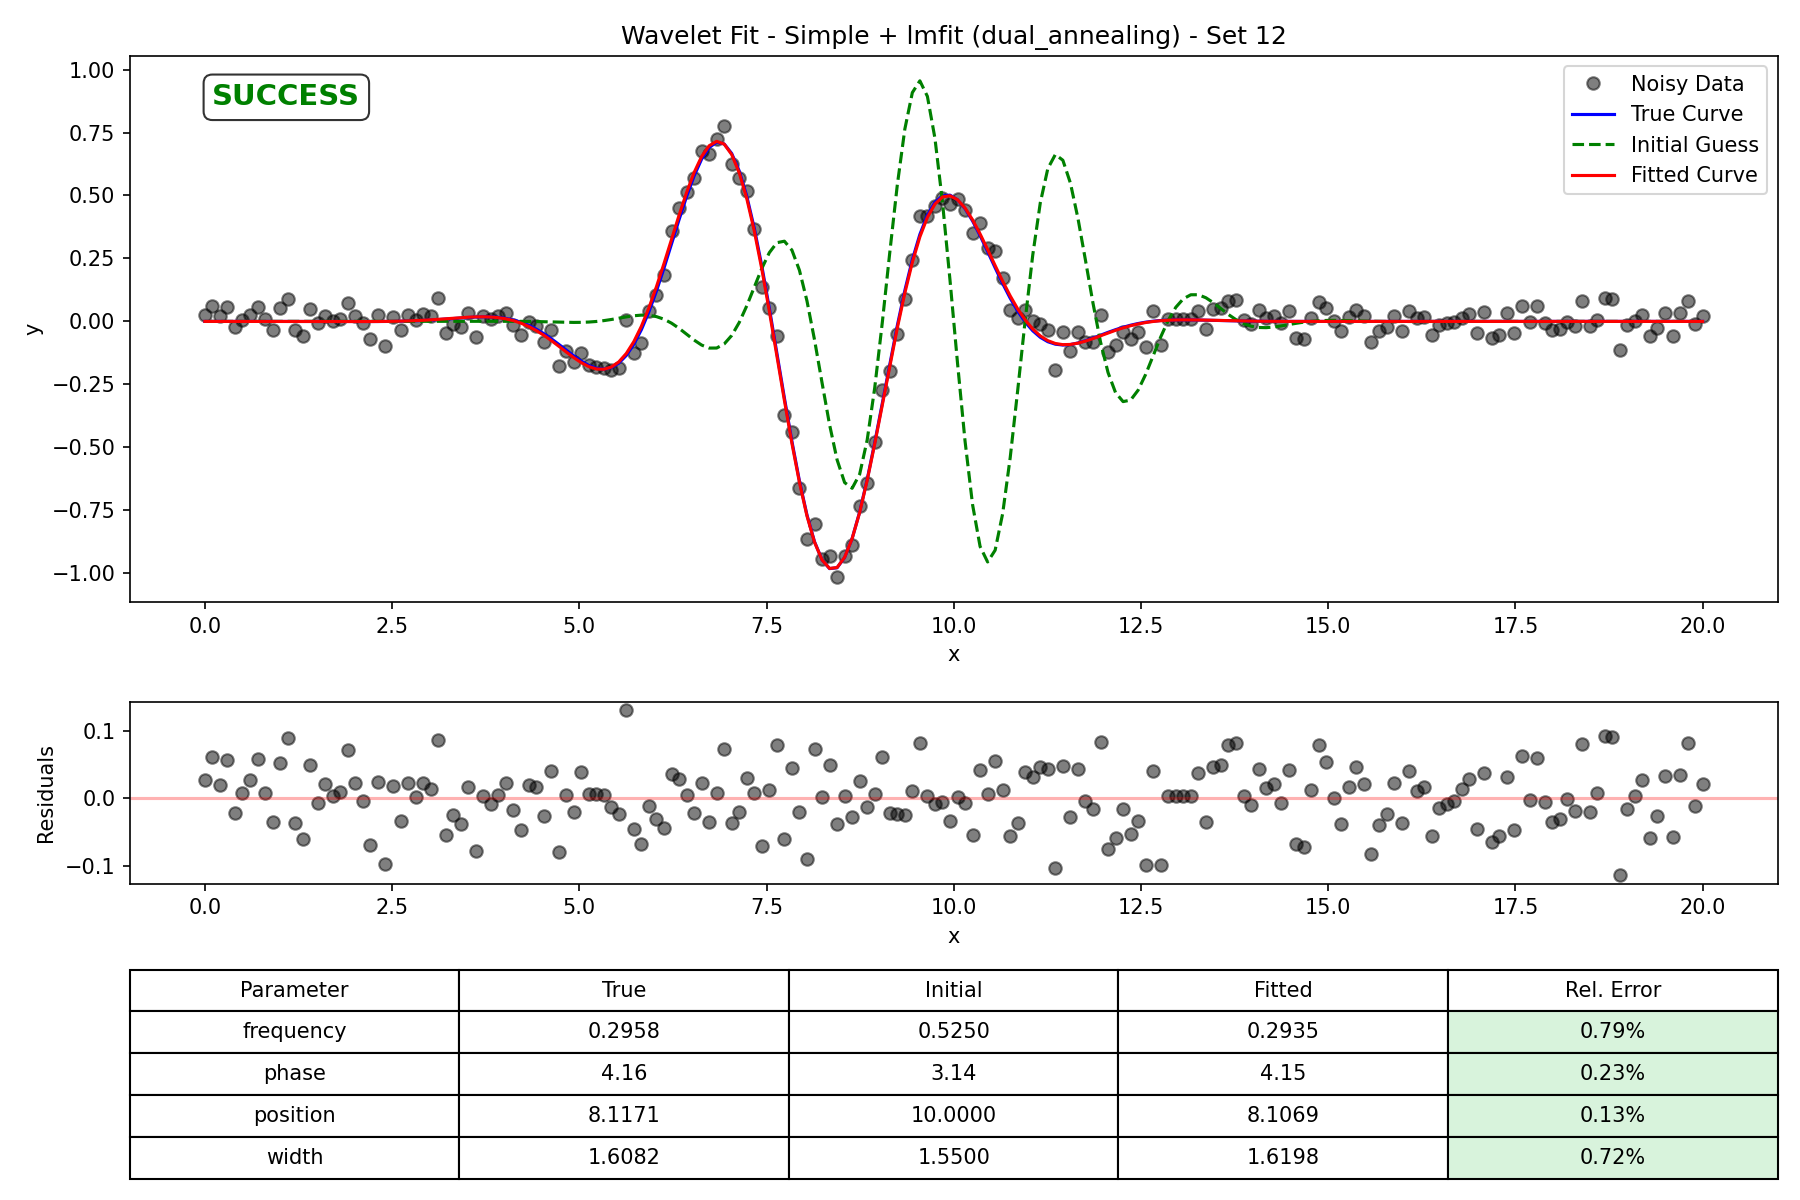 Wavelet Fit - Simple + lmfit (dual_annealing) - Set 12
SUCCESS
Noisy Data
True Curve
Initial Guess
Fitted Curve
1.00
0.75
0.50
0.25
0.00
−0.25
−0.50
−0.75
−1.00
y
0.0 2.5 5.0 7.5 10.0 12.5 15.0 17.5 20.0
x
0.1
0.0
−0.1
Residuals
0.0 2.5 5.0 7.5 10.0 12.5 15.0 17.5 20.0
x
Parameter True Initial Fitted Rel. Error
frequency 0.2958 0.5250 0.2935 0.79%
phase 4.16 3.14 4.15 0.23%
position 8.1171 10.0000 8.1069 0.13%
width 1.6082 1.5500 1.6198 0.72%